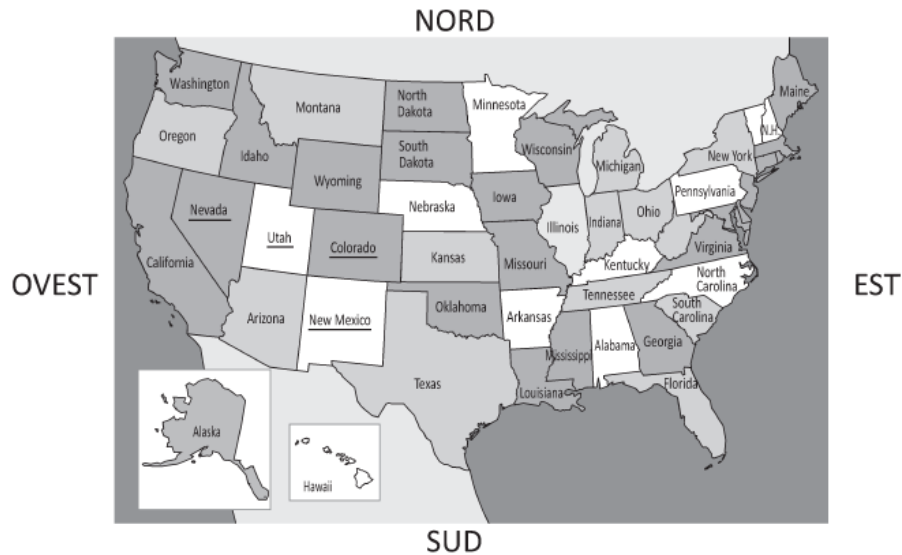 NORD
Washington
Montana
North
Dakota
Minnesota
Maine
Oregon
Idaho
South
Dakota
Wisconsin
Michigan
New York
N.H.
Wyoming
Nebraska
Iowa
Pennsylvania
Nevada
Utah
Colorado
Illinois
Indiana
Ohio
California
Kansas
Missouri
Kentucky
Virginia
OVEST
EST
Arizona
New Mexico
Oklahoma
Arkansas
Tennessee
North
Carolina
South
Carolina
Texas
Mississippi
Alabama
Georgia
Louisiana
Florida
Alaska
Hawaii
SUD